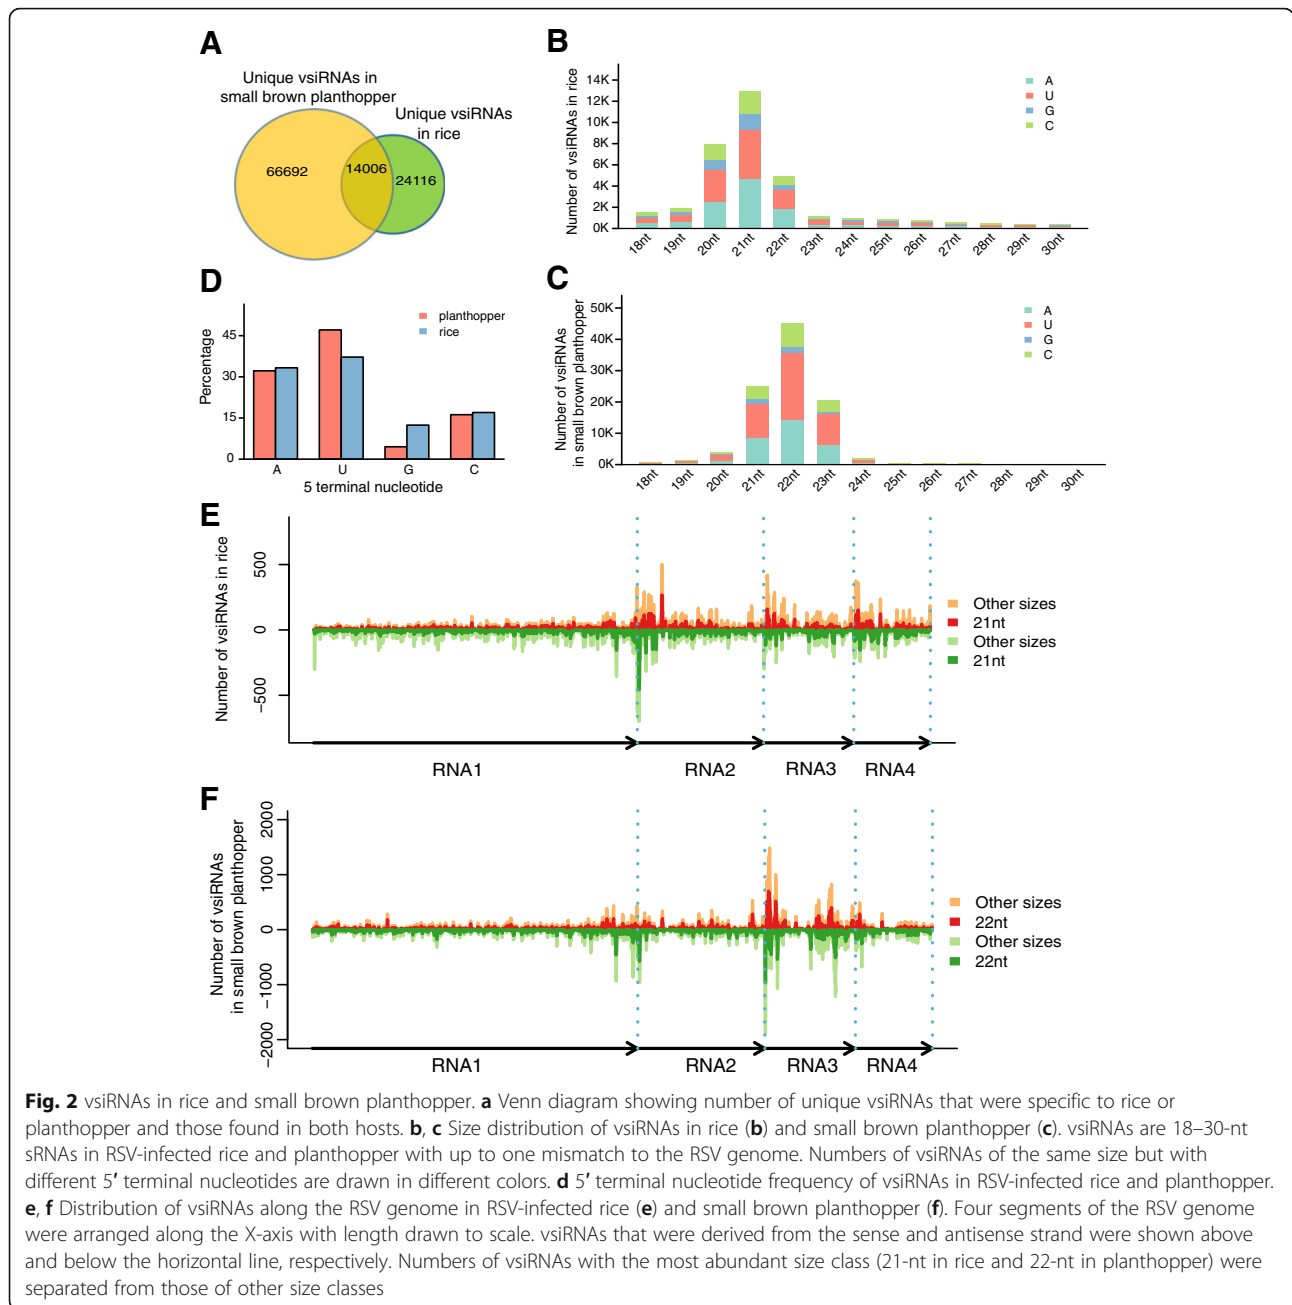 A
Unique vsiRNAs in
small brown planthopper
Unique vsiRNAs
in rice
66692
14006
24116
B
Number of vsiRNAs in rice
14K
12K
10K
8K
6K
4K
2K
0K
18nt
19nt
20nt
21nt
22nt
23nt
24nt
25nt
26nt
27nt
28nt
29nt
30nt
A
U
G
C
D
Percentage
45
30
15
0
A
U
G
C
5 terminal nucleotide
planthopper
rice
C
Number of vsiRNAs
in small brown planthopper
50K
40K
30K
20K
10K
0K
18nt
19nt
20nt
21nt
22nt
23nt
24nt
25nt
26nt
27nt
28nt
29nt
30nt
A
U
G
C
E
Number of vsiRNAs in rice
500
0
−500
Other sizes
21nt
Other sizes
21nt
RNA1
RNA2
RNA3
RNA4
F
Number of vsiRNAs
in small brown planthopper
2000
1000
0
−1000
−2000
Other sizes
22nt
Other sizes
22nt
RNA1
RNA2
RNA3
RNA4
Fig. 2 vsiRNAs in rice and small brown planthopper. a Venn diagram showing number of unique vsiRNAs that were specific to rice or
planthopper and those found in both hosts. b, c Size distribution of vsiRNAs in rice (b) and small brown planthopper (c). vsiRNAs are 18–30-nt
sRNAs in RSV-infected rice and planthopper with up to one mismatch to the RSV genome. Numbers of vsiRNAs of the same size but with
different 5′ terminal nucleotides are drawn in different colors. d 5′ terminal nucleotide frequency of vsiRNAs in RSV-infected rice and planthopper.
e, f Distribution of vsiRNAs along the RSV genome in RSV-infected rice (e) and small brown planthopper (f). Four segments of the RSV genome
were arranged along the X-axis with length drawn to scale. vsiRNAs that were derived from the sense and antisense strand were shown above
and below the horizontal line, respectively. Numbers of vsiRNAs with the most abundant size class (21-nt in rice and 22-nt in planthopper) were
separated from those of other size classes